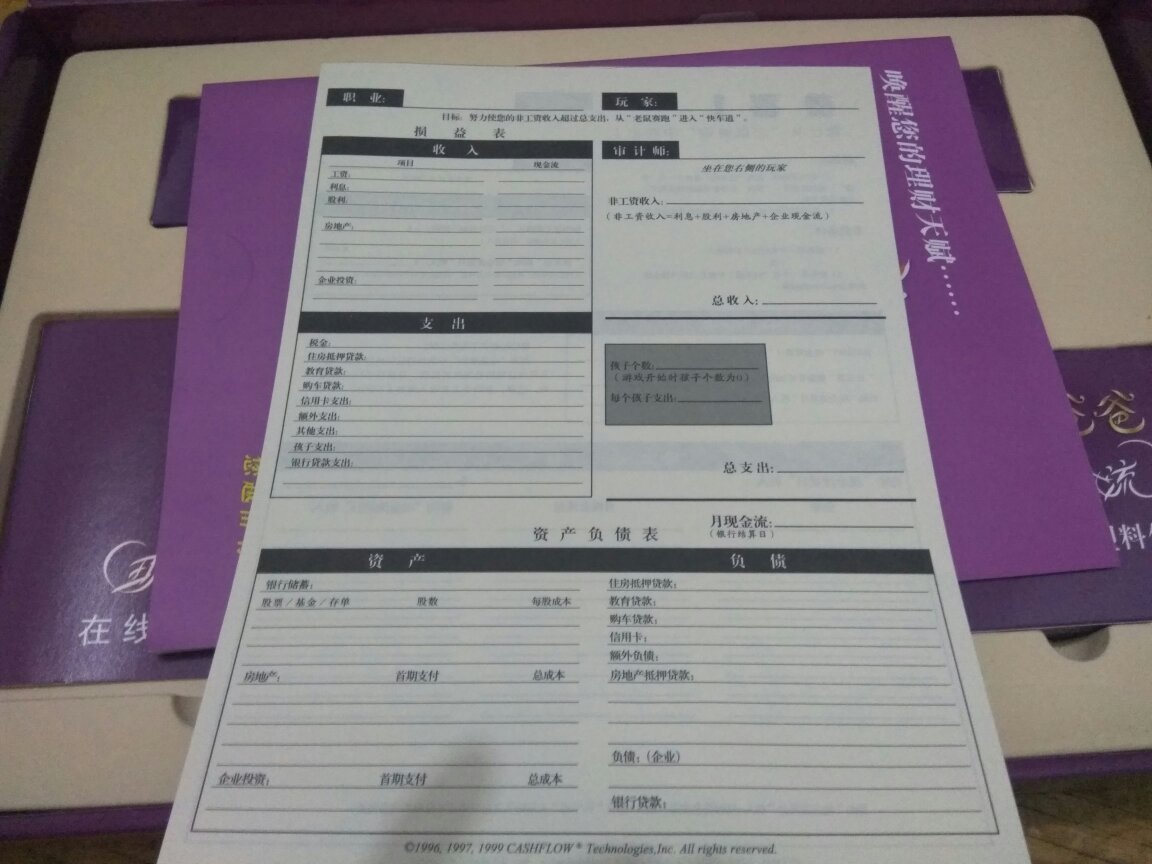 职 业:
玩 家:
目标: 努力使您的非工资收入超过总支出，从“老鼠赛跑”进入“快车道”。
损 益 表
收 入
项目 现金流
工资:
利息:
股利:
房地产:
企业投资:
审 计 师:
坐在您右侧的玩家
非工资收入:
(非工资收入=利息+股利+房地产+企业现金流)
总收入:
支 出
税金:
住房抵押贷款:
教育贷款:
购车贷款:
信用卡支出:
额外支出:
其他支出:
孩子支出:
银行贷款支出:
孩子个数:
(游戏开始时孩子个数为0)
每个孩子支出:
总支出:
月现金流:
(银行结算日)
资 产 负 债 表
资 产
银行储蓄:
股票/基金/存单 股数 每股成本
房地产: 首期支付 总成本
企业投资: 首期支付 总成本
负 债
住房抵押贷款:
教育贷款:
购车贷款:
信用卡:
额外负债:
房地产抵押贷款:
负债:(企业)
银行贷款:
©1996, 1997, 1999 CASHFLOW® Technologies,Inc. All rights reserved.
唤醒您的理财天赋……
在线
爸
流
料